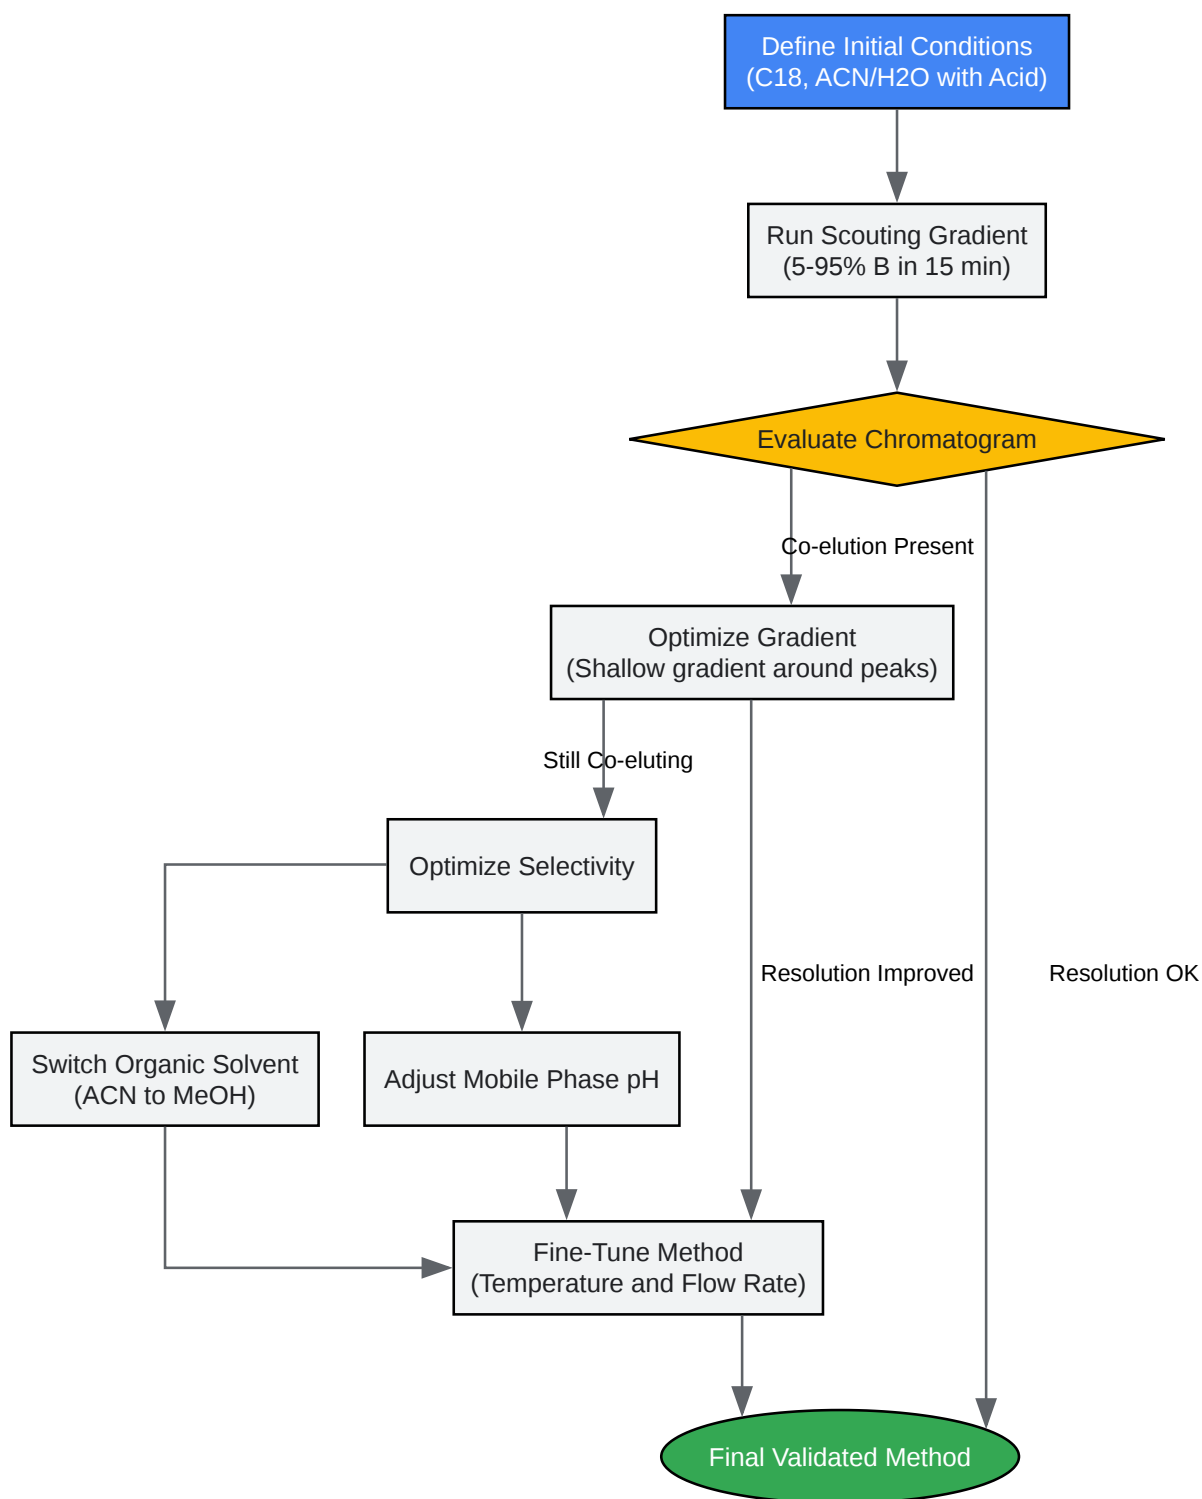 Define Initial Conditions
(C18, ACN/H2O with Acid)
Run Scouting Gradient
(5-95% B in 15 min)
Evaluate Chromatogram
Co-elution Present
Optimize Gradient
(Shallow gradient around peaks)
Still Co-eluting
Optimize Selectivity
Resolution Improved
Resolution OK
Switch Organic Solvent
(ACN to MeOH)
Adjust Mobile Phase pH
Fine-Tune Method
(Temperature and Flow Rate)
Final Validated Method